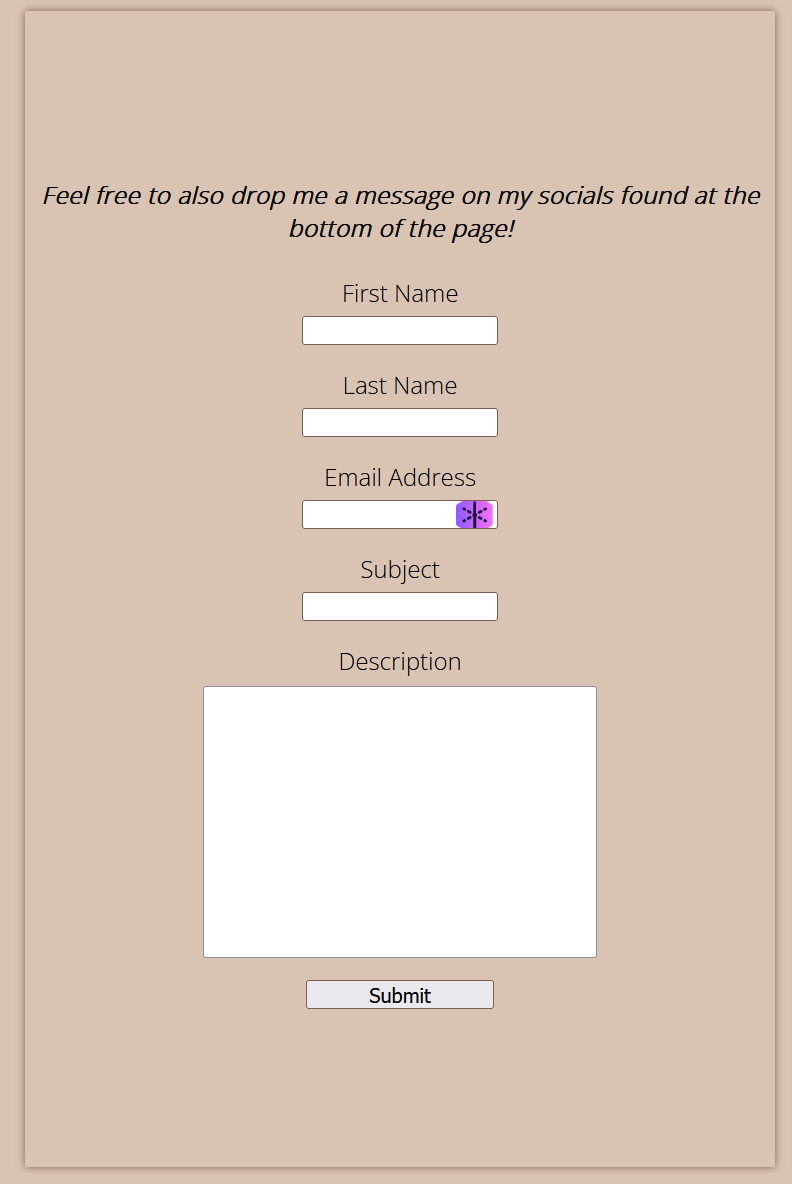 Feel free to also drop me a message on my socials found at the
bottom of the page!
First Name
Last Name
Email Address
Subject
Description
Submit